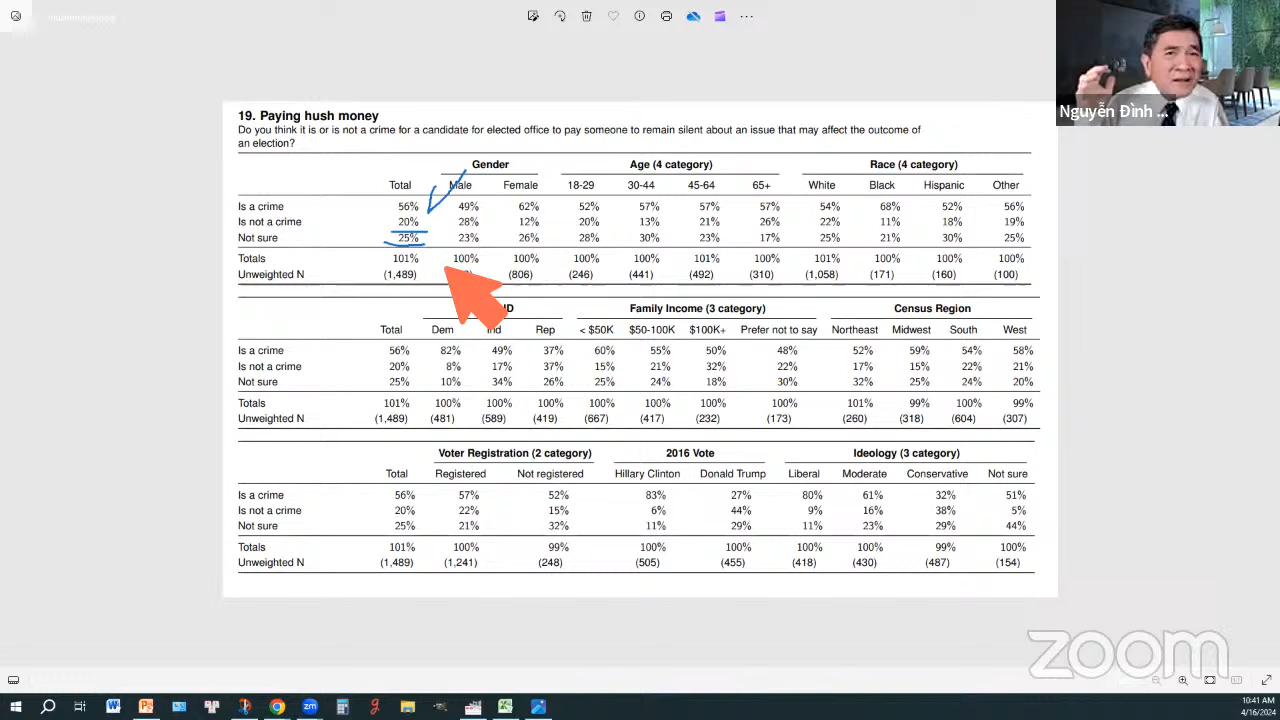 Nguyễn Đình ...
19. Paying hush money
Do you think it is or is not a crime for a candidate for elected office to pay someone to remain silent about an issue that may affect the outcome of
an election?
Gender Age (4 category) Race (4 category)
Total Male Female 18-29 30-44 45-64 65+ White Black Hispanic Other
Is a crime 56% 49% 62% 52% 57% 57% 57% 54% 68% 52% 56%
Is not a crime 20% 28% 12% 20% 13% 21% 26% 22% 11% 18% 19%
Not sure 25% 23% 26% 28% 30% 23% 17% 25% 21% 30% 25%
Totals 101% 100% 100% 100% 100% 101% 100% 101% 100% 100% 100%
Unweighted N (1,489) (806) (246) (441) (492) (310) (1,058) (171) (160) (100)
Family Income (3 category) Census Region
Total Dem Ind Rep < $50K $50-100K $100K+ Prefer not to say Northeast Midwest South West
Is a crime 56% 82% 49% 37% 60% 55% 50% 48% 52% 59% 54% 58%
Is not a crime 20% 8% 17% 37% 15% 21% 32% 22% 17% 15% 22% 21%
Not sure 25% 10% 34% 26% 25% 24% 18% 30% 32% 25% 24% 20%
Totals 101% 100% 100% 100% 100% 100% 100% 100% 101% 99% 100% 99%
Unweighted N (1,489) (481) (589) (419) (667) (417) (232) (173) (260) (318) (604) (307)
Voter Registration (2 category) 2016 Vote Ideology (3 category)
Total Registered Not registered Hillary Clinton Donald Trump Liberal Moderate Conservative Not sure
Is a crime 56% 57% 52% 83% 27% 80% 61% 32% 51%
Is not a crime 20% 22% 15% 6% 44% 9% 16% 38% 5%
Not sure 25% 21% 32% 11% 29% 11% 23% 29% 44%
Totals 101% 100% 99% 100% 100% 100% 100% 99% 100%
Unweighted N (1,489) (1,241) (248) (505) (455) (418) (430) (487) (154)
zoom
10:41 AM
4/16/2024